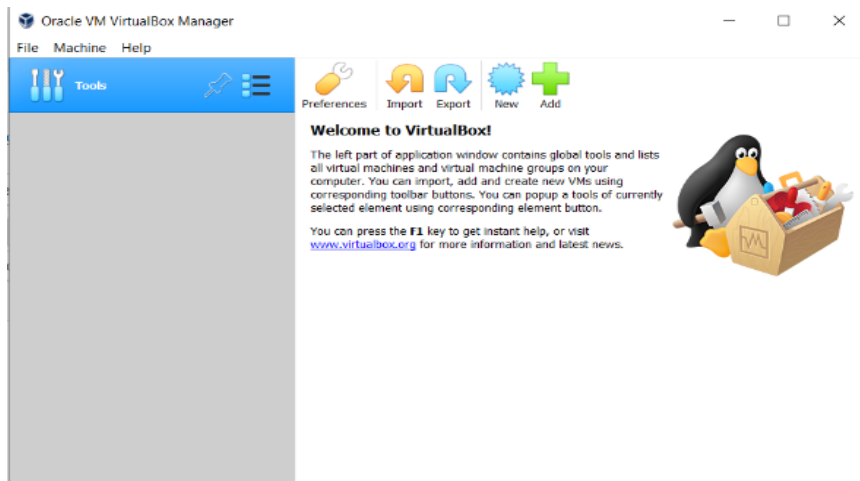 Oracle VM VirtualBox Manager
File Machine Help
Tools
Preferences Import Export New Add
Welcome to VirtualBox!
The left part of application window contains global tools and lists
all virtual machines and virtual machine groups on your
computer. You can import, add and create new VMs using
corresponding toolbar buttons. You can popup a tools of currently
selected element using corresponding element button.
You can press the F1 key to get instant help, or visit
www.virtualbox.org for more information and latest news.